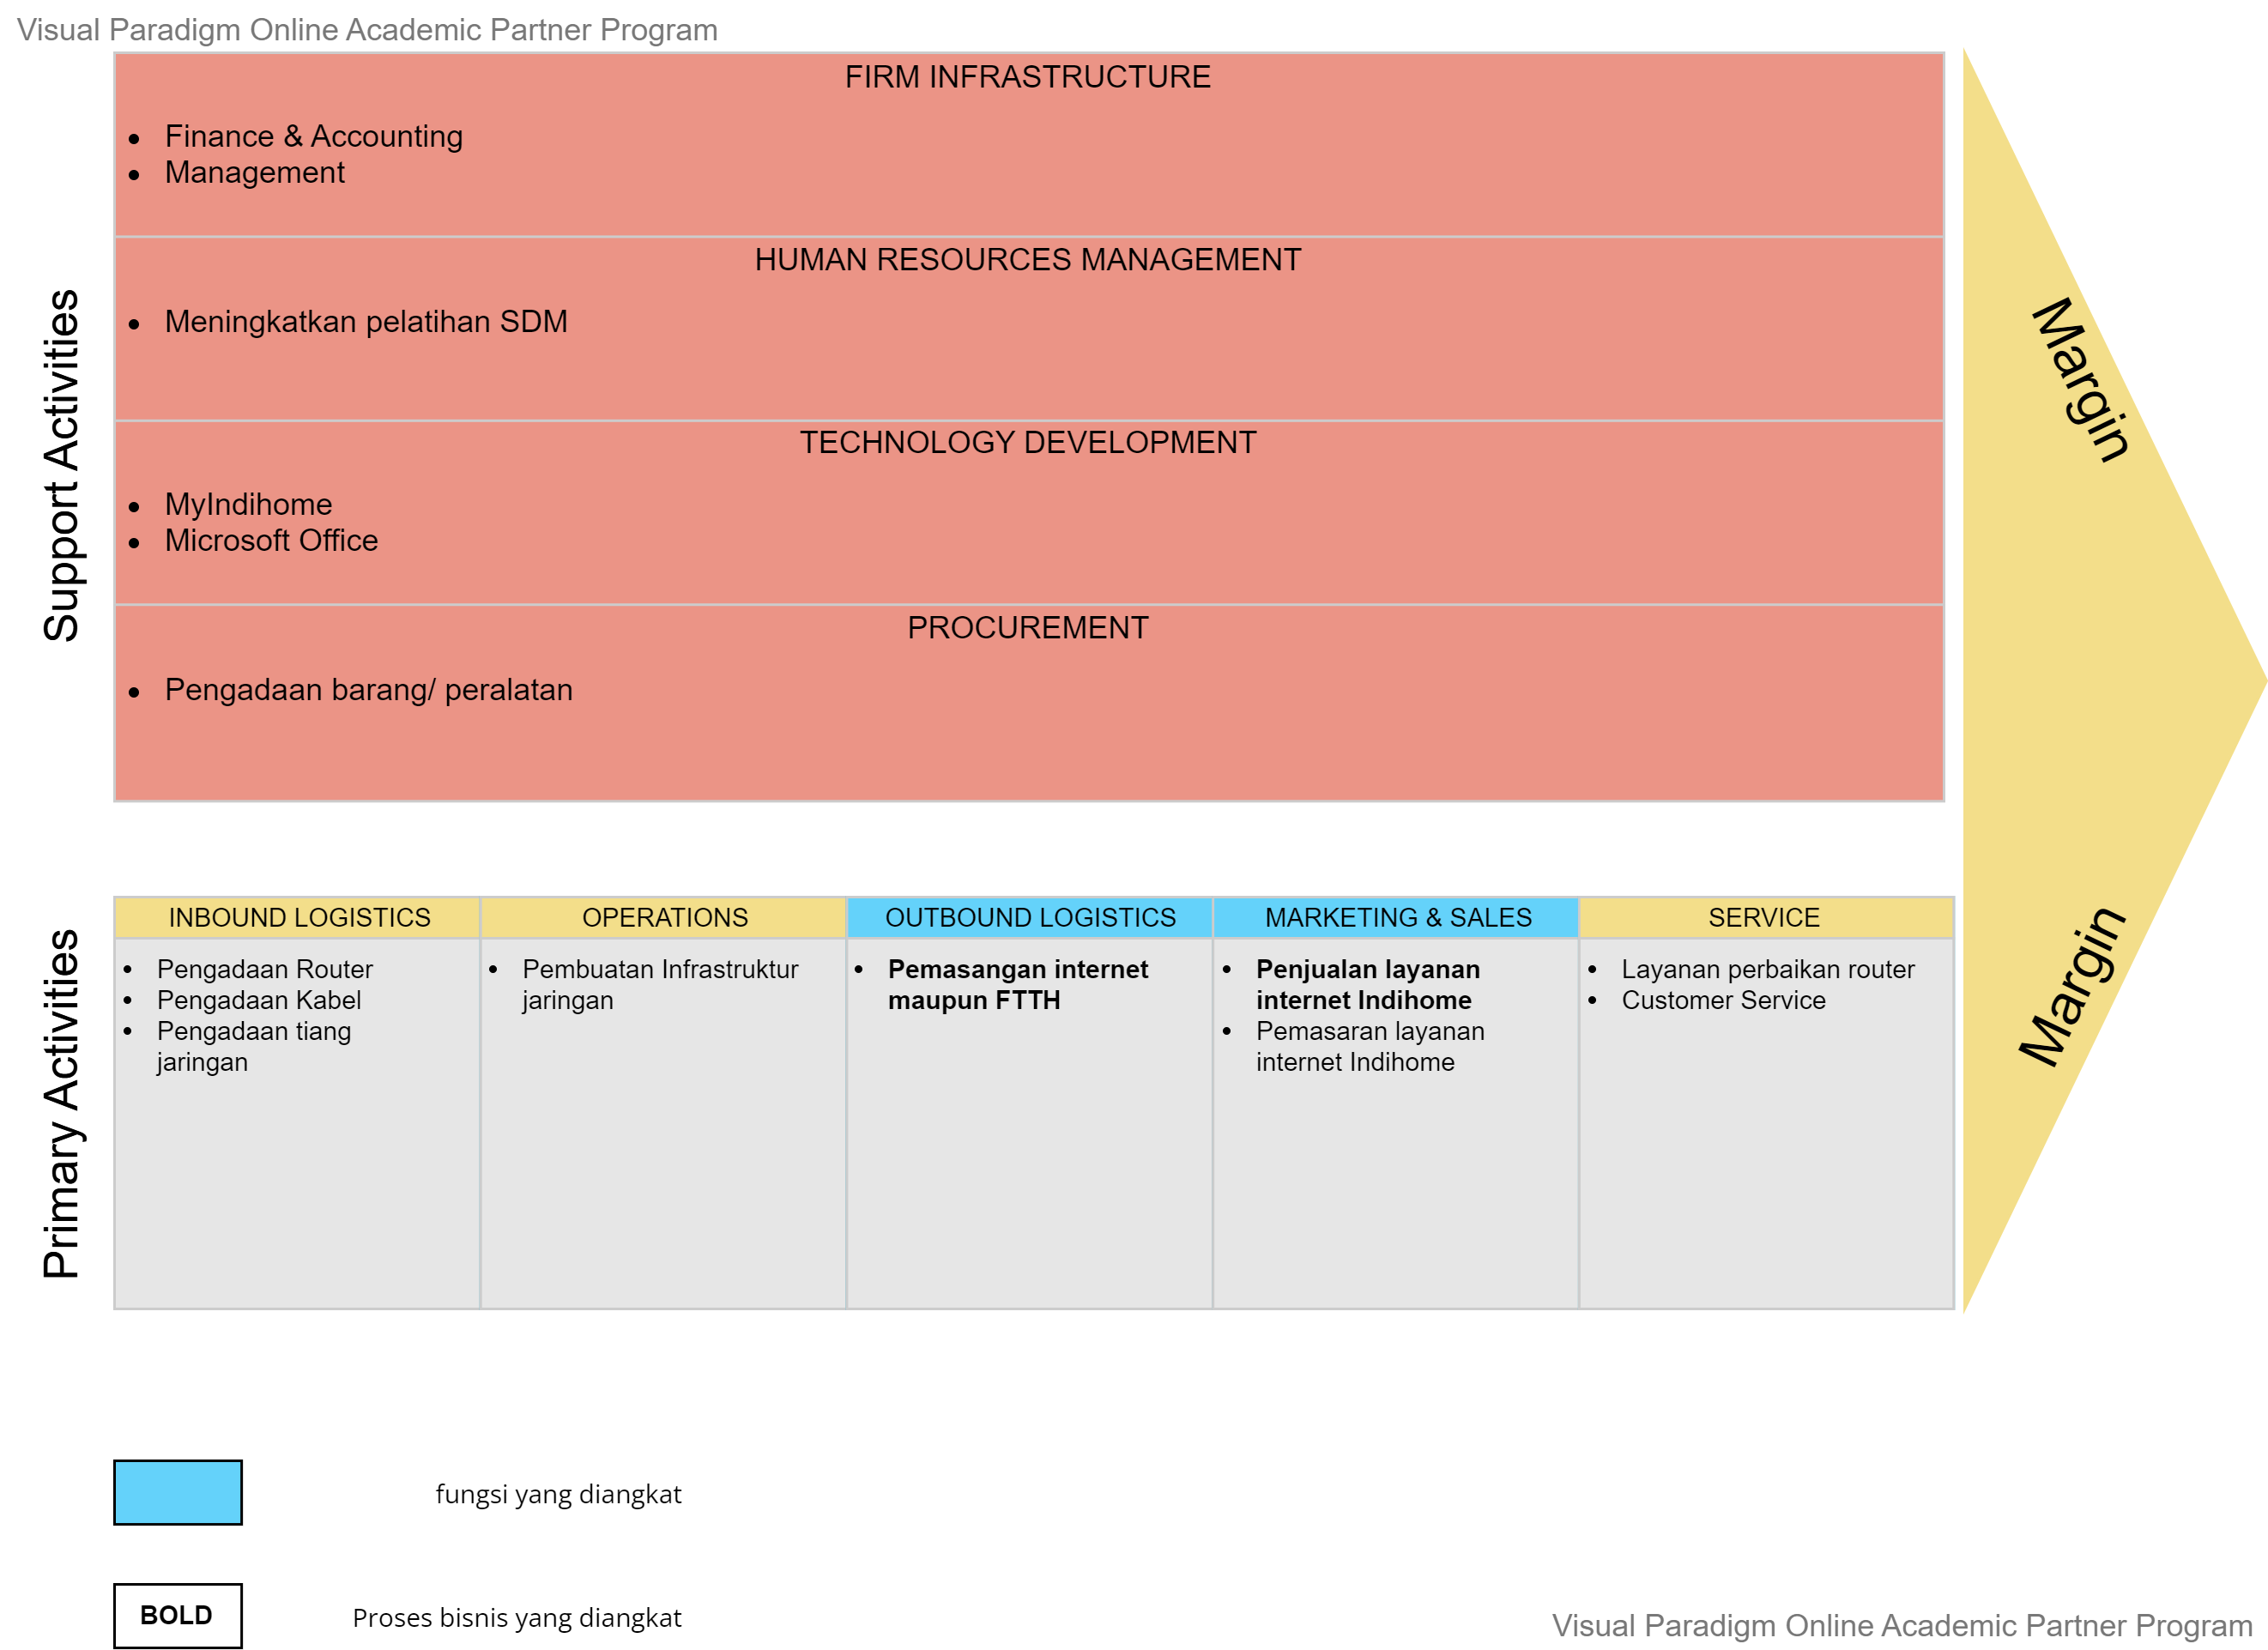 Visual Paradigm Online Academic Partner Program
Support Activities
FIRM INFRASTRUCTURE
• Finance & Accounting
• Management
HUMAN RESOURCES MANAGEMENT
• Meningkatkan pelatihan SDM
TECHNOLOGY DEVELOPMENT
• MyIndihome
• Microsoft Office
PROCUREMENT
• Pengadaan barang/ peralatan
Margin
Primary Activities
INBOUND LOGISTICS
• Pengadaan Router
• Pengadaan Kabel
• Pengadaan tiang
jaringan
OPERATIONS
• Pembuatan Infrastruktur
jaringan
OUTBOUND LOGISTICS
• Pemasangan internet
maupun FTTH
MARKETING & SALES
• Penjualan layanan
internet Indihome
• Pemasaran layanan
internet Indihome
SERVICE
• Layanan perbaikan router
• Customer Service
Margin
fungsi yang diangkat
BOLD
Proses bisnis yang diangkat
Visual Paradigm Online Academic Partner Program